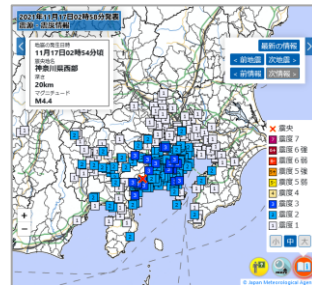 2021年11月17日02時58分発表
震源・震度情報
地震の発生日時
11月17日02時54分頃
震央地名
神奈川県西部
深さ
20km
マグニチュード
M4.4
最新の情報
< 前地震
次地震 >
< 前情報
次情報 >
震央
震度7
震度6強
震度6弱
震度5強
震度5弱
震度4
震度3
震度2
震度1
小 中 大
+
−
© Japan Meteorological Agency